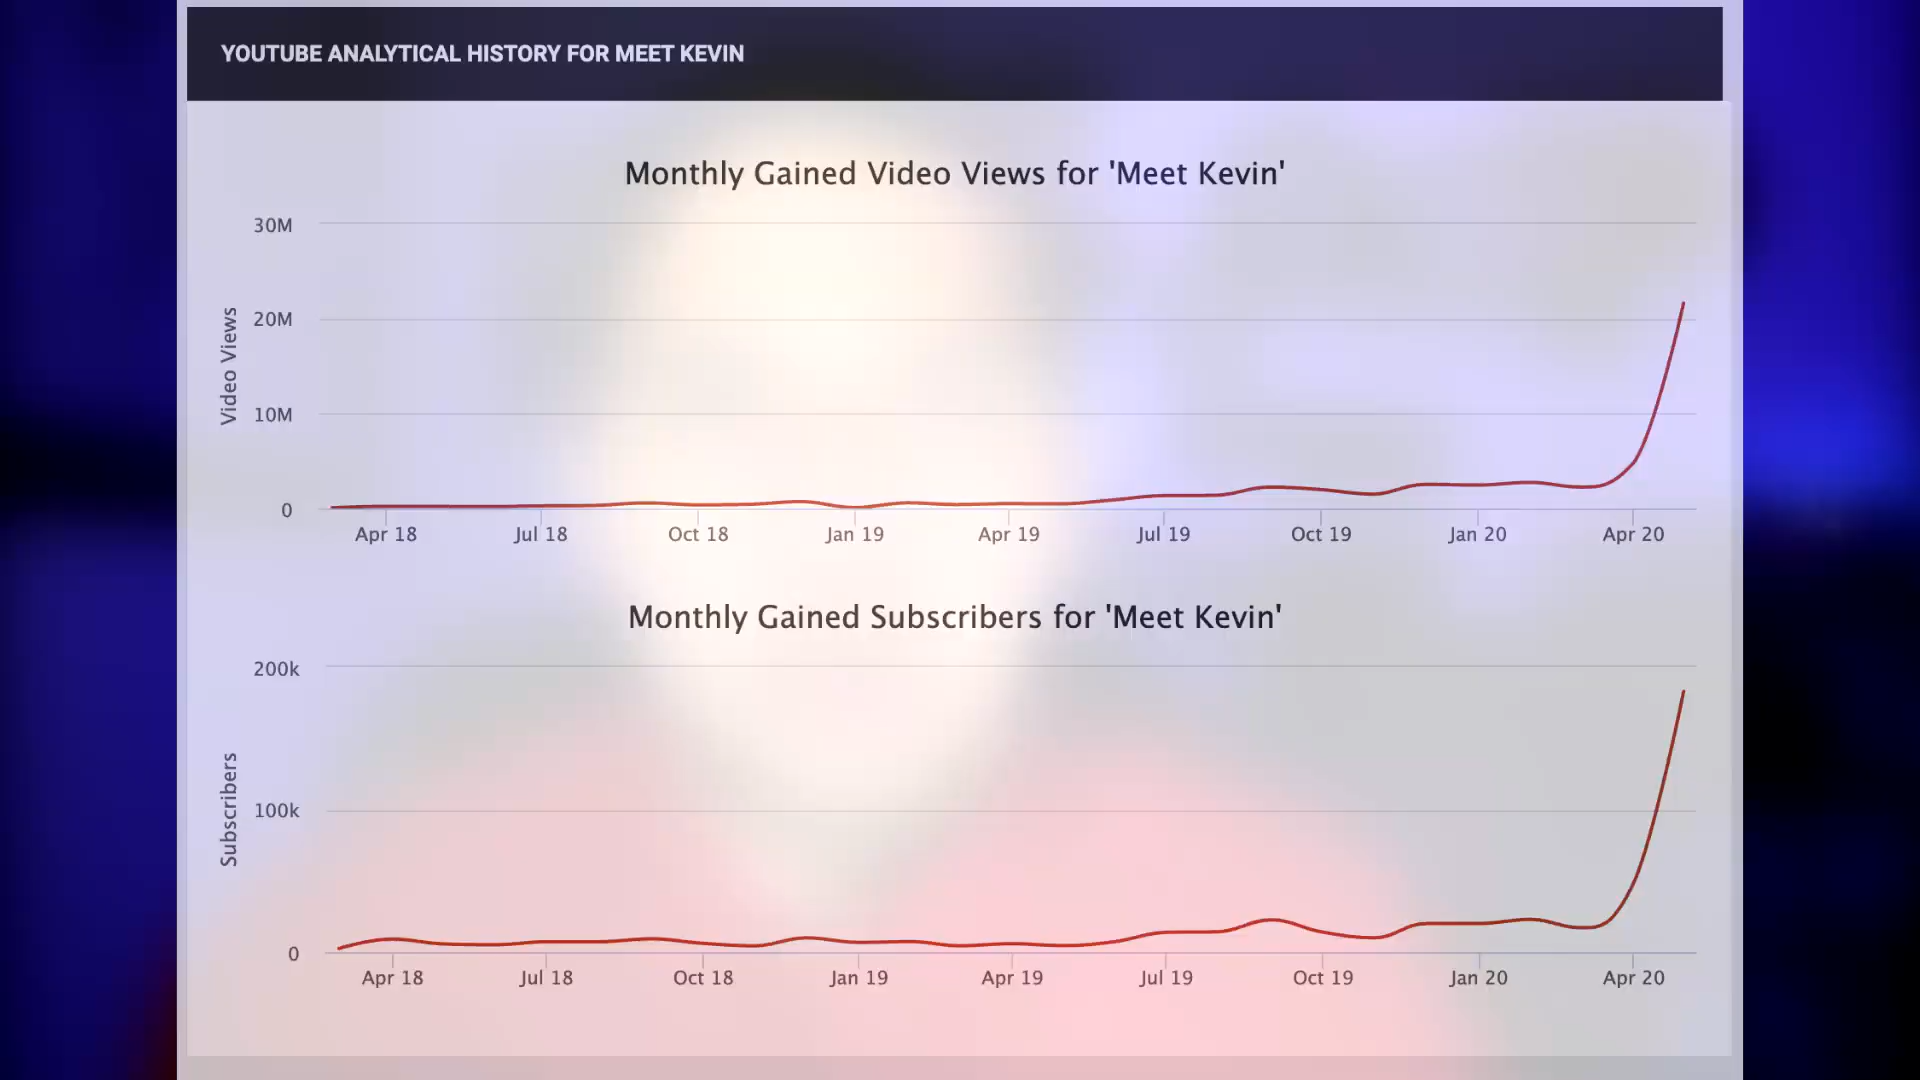 YOUTUBE ANALYTICAL HISTORY FOR MEET KEVIN
Monthly Gained Video Views for 'Meet Kevin'
30M
20M
10M
0
Video Views
Apr 18 Jul 18 Oct 18 Jan 19 Apr 19 Jul 19 Oct 19 Jan 20 Apr 20
Monthly Gained Subscribers for 'Meet Kevin'
200k
100k
0
Subscribers
Apr 18 Jul 18 Oct 18 Jan 19 Apr 19 Jul 19 Oct 19 Jan 20 Apr 20